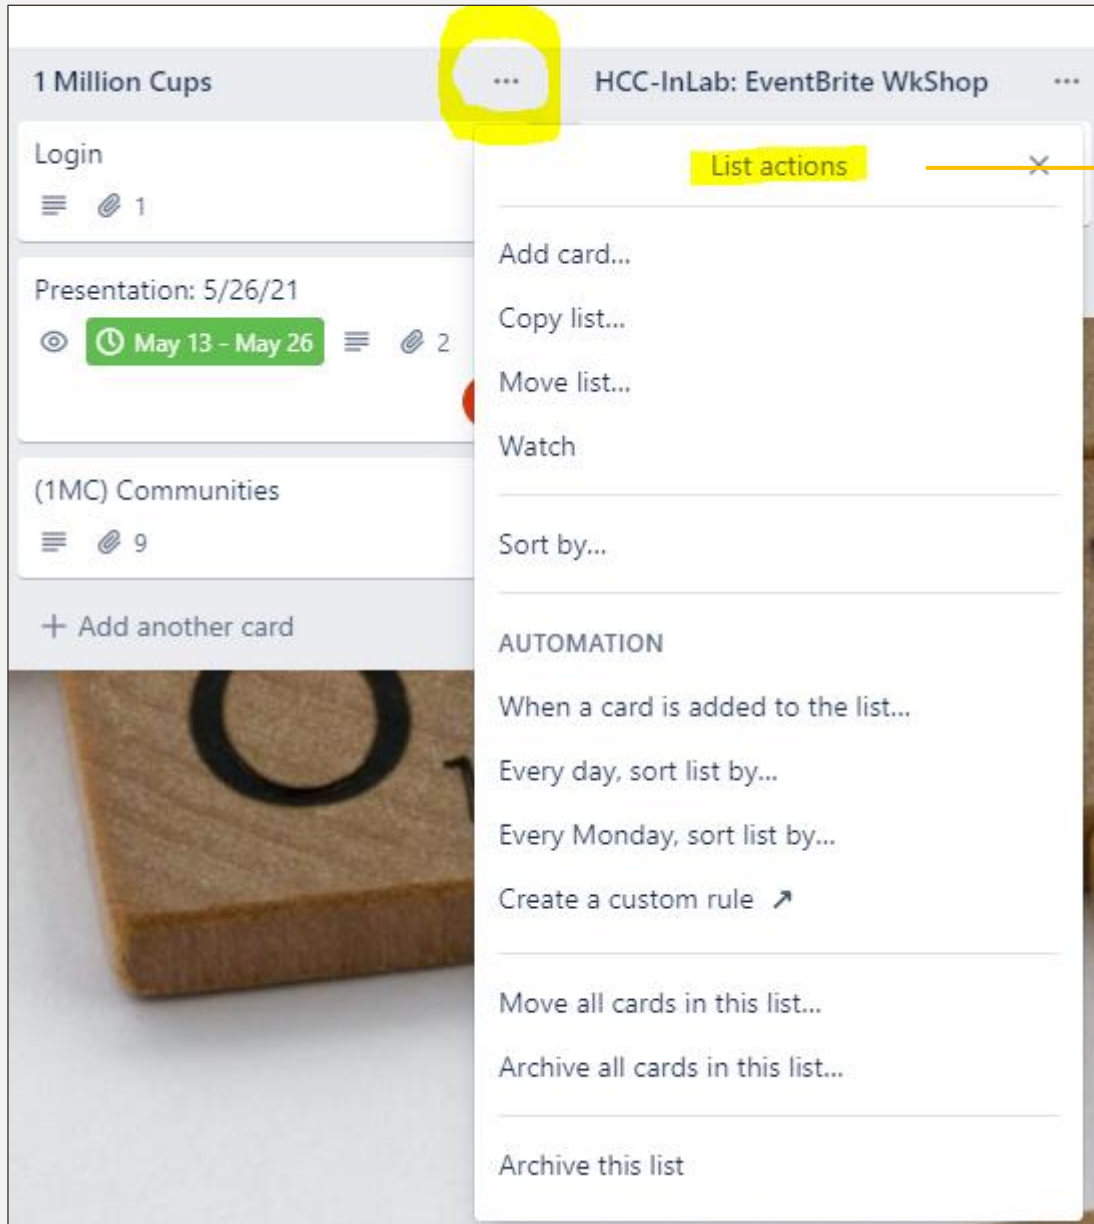 1 Million Cups
HCC-InLab: EventBrite WkShop
Login
1
Presentation: 5/26/21
May 13 - May 26
2
(1MC) Communities
9
+ Add another card
List actions
Add card...
Copy list...
Move list...
Watch
Sort by...
AUTOMATION
When a card is added to the list...
Every day, sort list by...
Every Monday, sort list by...
Create a custom rule
Move all cards in this list...
Archive all cards in this list...
Archive this list
O
1